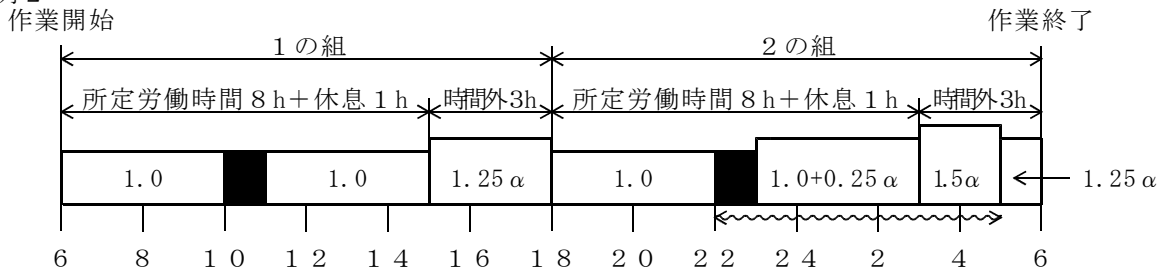 作業開始 作業終了
1の組 2の組
所定労働時間8h+休息1h 時間外3h 所定労働時間8h+休息1h 時間外3h
1.0 1.0 1.25α 1.0 1.0+0.25α 1.5α 1.25α
6 8 10 12 14 16 18 20 22 24 2 4 6